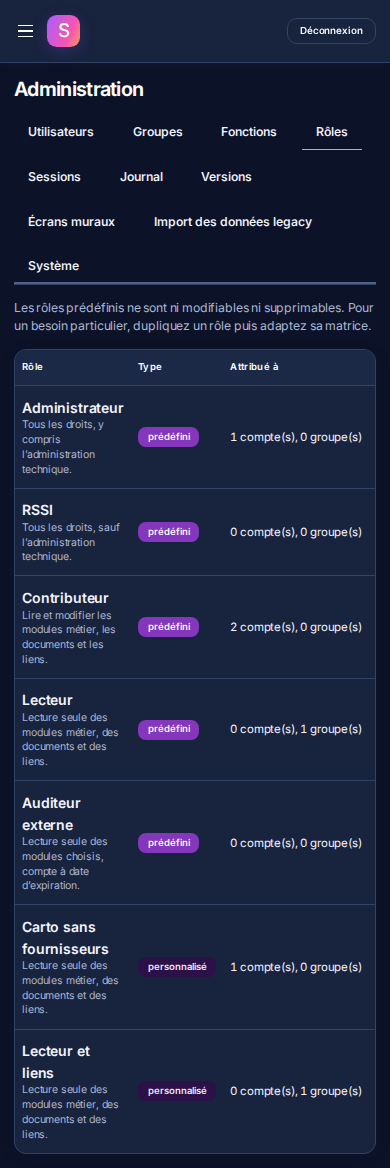 S
Déconnexion
Administration
Utilisateurs Groupes Fonctions Rôles
Sessions Journal Versions
Écrans muraux Import des données legacy
Système
Les rôles prédéfinis ne sont ni modifiables ni supprimables. Pour
un besoin particulier, dupliquez un rôle puis adaptez sa matrice.
Rôle Type Attribué à
Administrateur
Tous les droits, y
compris
l'administration
technique.
prédéfini
1 compte(s), 0 groupe(s)
RSSI
Tous les droits, sauf
l'administration
technique.
prédéfini
0 compte(s), 0 groupe(s)
Contributeur
Lire et modifier les
modules métier, les
documents et les
liens.
prédéfini
2 compte(s), 0 groupe(s)
Lecteur
Lecture seule des
modules métier, des
documents et des
liens.
prédéfini
0 compte(s), 1 groupe(s)
Auditeur
externe
Lecture seule des
modules choisis,
compte à date
d'expiration.
prédéfini
0 compte(s), 0 groupe(s)
Carto sans
fournisseurs
Lecture seule des
modules métier, des
documents et des
liens.
personnalisé
1 compte(s), 0 groupe(s)
Lecteur et
liens
Lecture seule des
modules métier, des
documents et des
liens.
personnalisé
0 compte(s), 1 groupe(s)